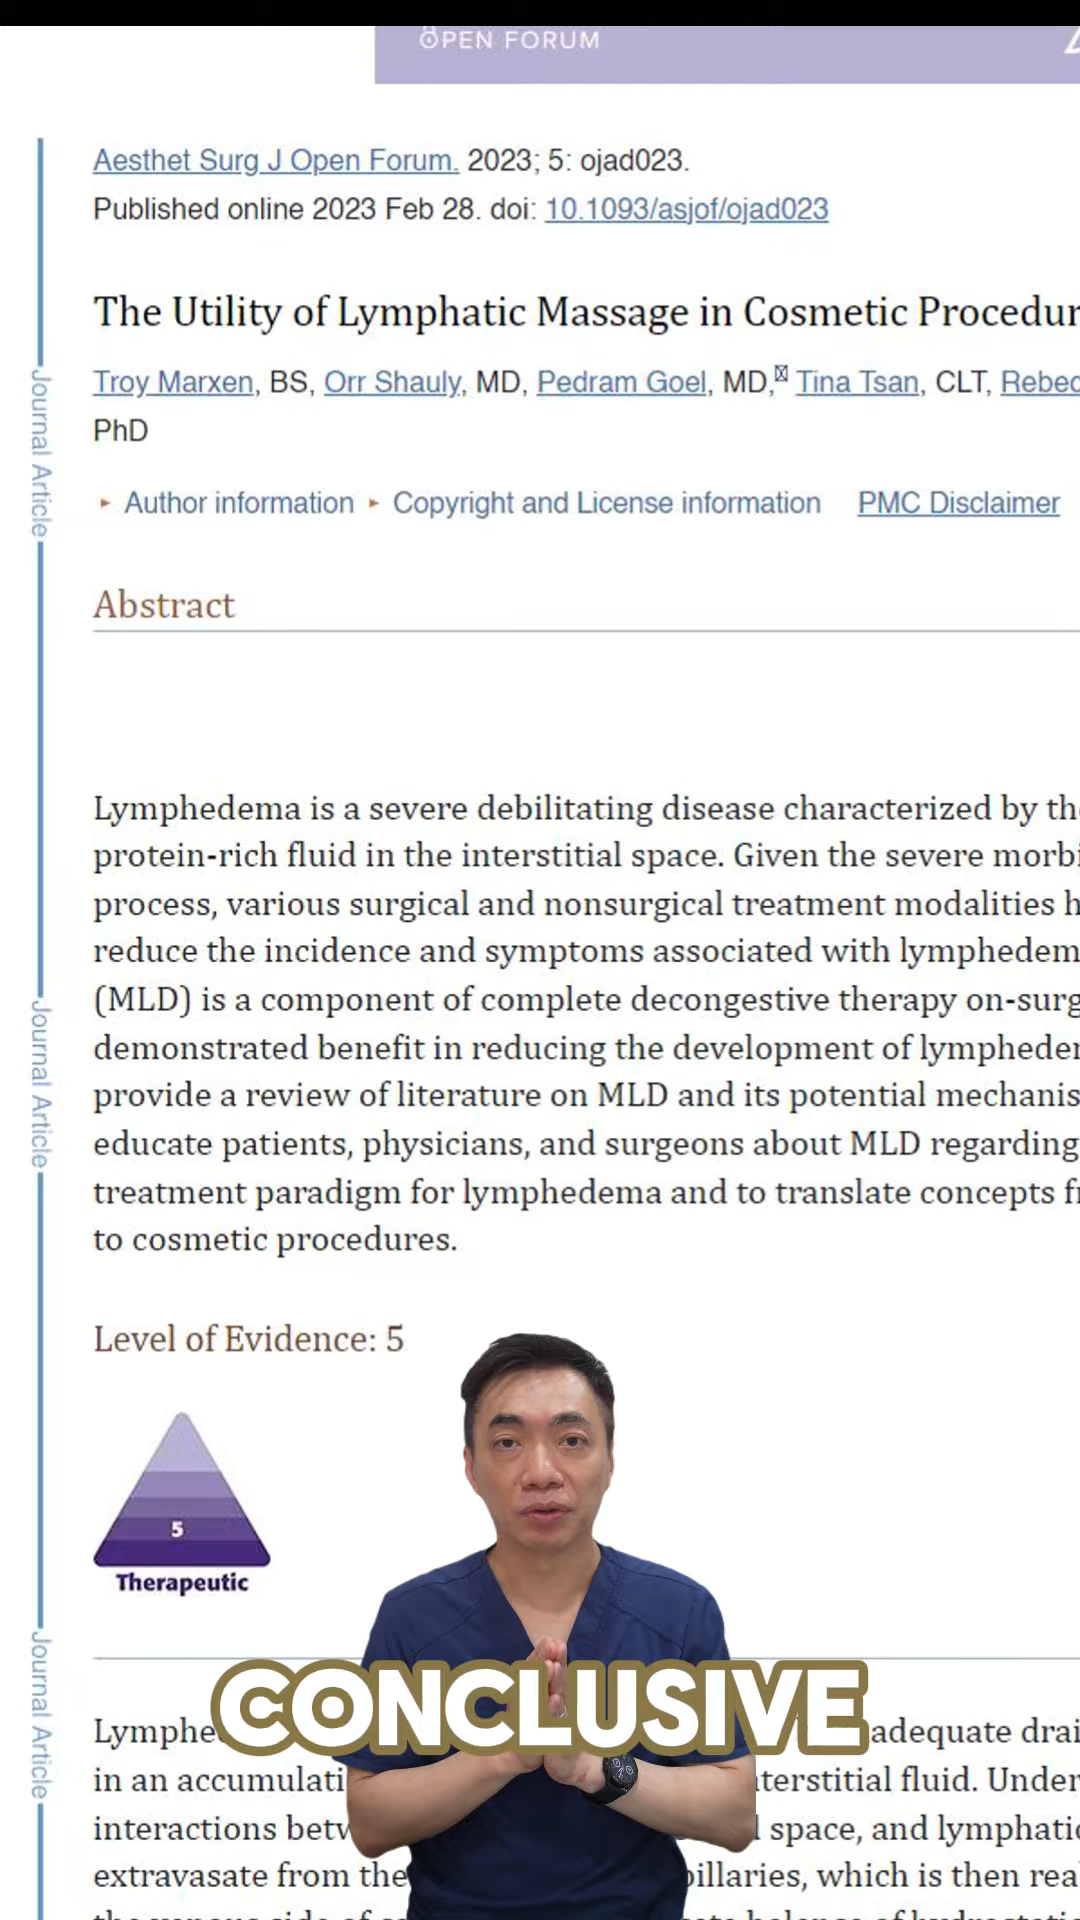 OPEN FORUM
Aesthet Surg J Open Forum. 2023; 5: ojad023.
Published online 2023 Feb 28. doi: 10.1093/asjof/ojad023
The Utility of Lymphatic Massage in Cosmetic Procedur
Troy Marxen, BS, Orr Shauly, MD, Pedram Goel, MD, Tina Tsan, CLT, Rebec
PhD
Author information Copyright and License information PMC Disclaimer
Abstract
Lymphedema is a severe debilitating disease characterized by the
protein-rich fluid in the interstitial space. Given the severe morbi
process, various surgical and nonsurgical treatment modalities h
reduce the incidence and symptoms associated with lymphedem
(MLD) is a component of complete decongestive therapy on-surg
demonstrated benefit in reducing the development of lymphedem
provide a review of literature on MLD and its potential mechanis
educate patients, physicians, and surgeons about MLD regarding
treatment paradigm for lymphedema and to translate concepts fr
to cosmetic procedures.
Level of Evidence: 5
5
Therapeutic
CONCLUSIVE
Lymphe adequate drai
in an accumulati terstitial fluid. Under
interactions betw space, and lymphatic
extravasate from the pillaries, which is then rea
Journal Article
Journal Article
Journal Article